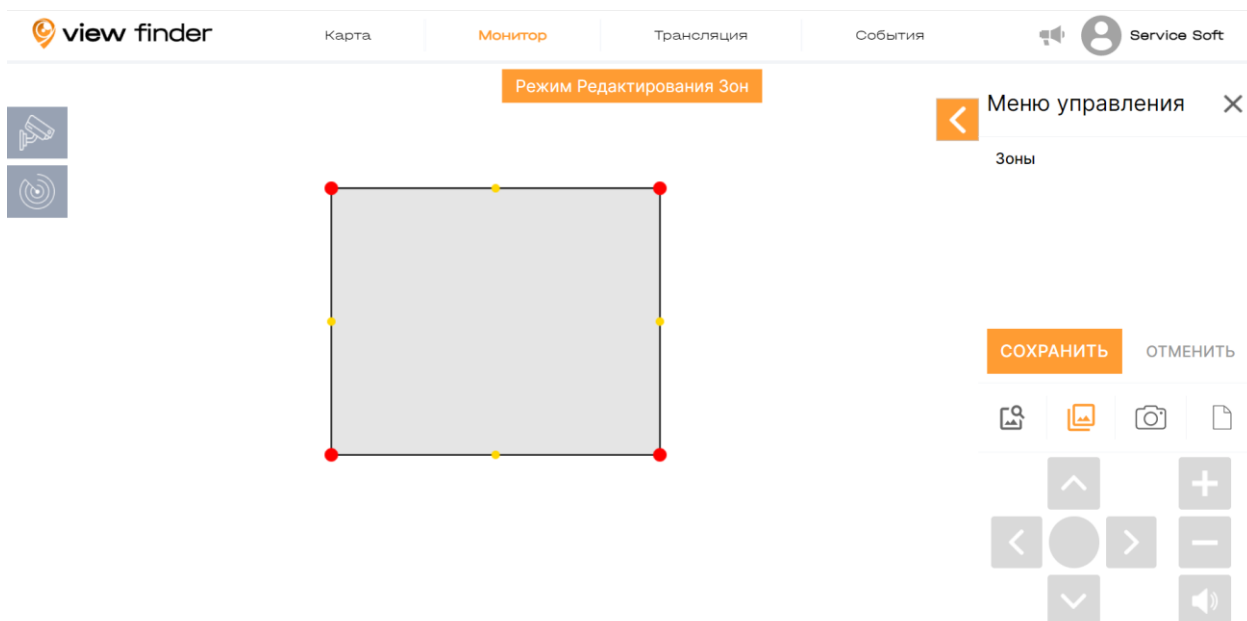 view finder
Карта
Монитор
Трансляция
События
Service Soft
Режим Редактирования Зон
Меню управления
Зоны
СОХРАНИТЬ
ОТМЕНИТЬ